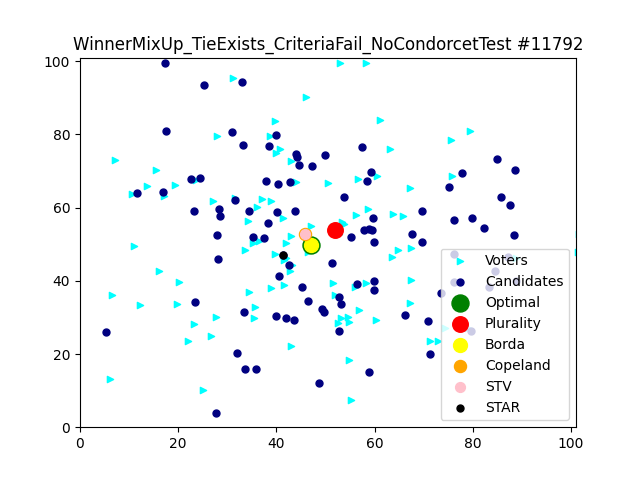 WinnerMixUp_TieExists_CriteriaFail_NoCondorcetTest #11792
100
80
60
40
20
0
0
20
40
60
80
100
Voters
Candidates
Optimal
Plurality
Borda
Copeland
STV
STAR